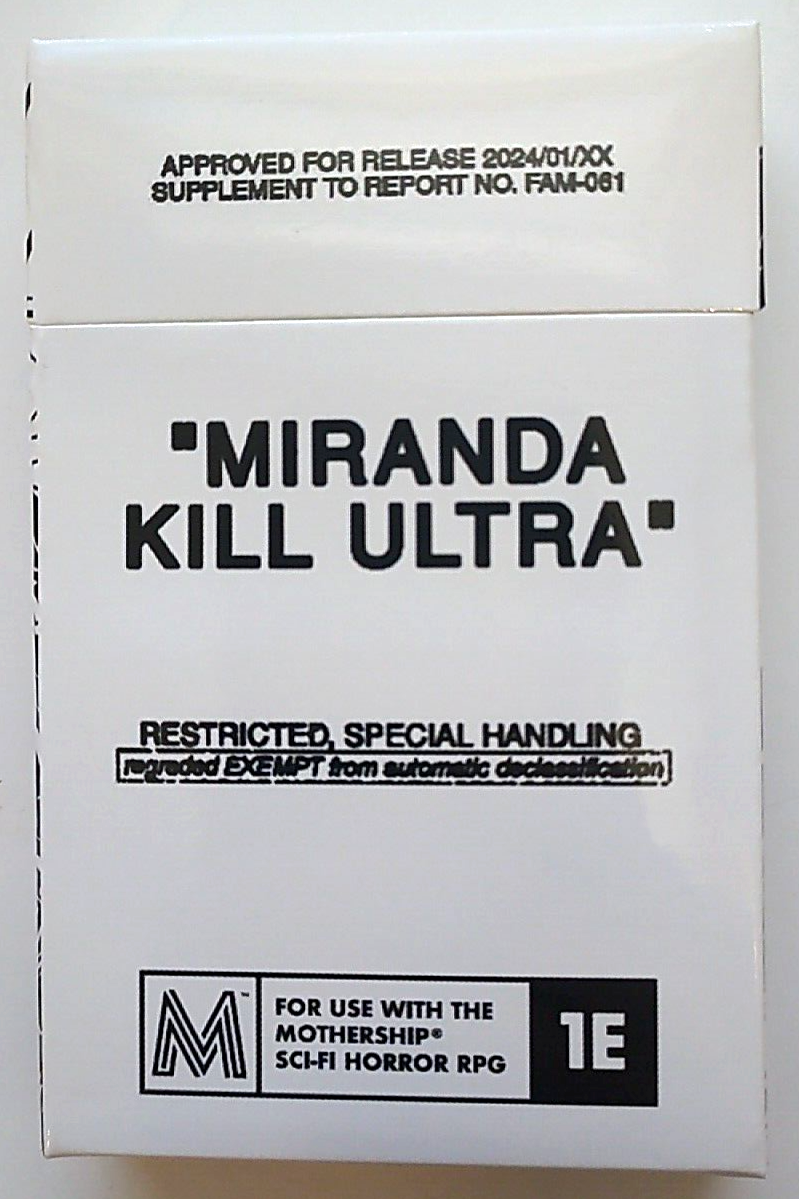 APPROVED FOR RELEASE 2024/01/XX
SUPPLEMENT TO REPORT NO. FAM-061
"MIRANDA
KILL ULTRA"
RESTRICTED, SPECIAL HANDLING
regraded EXEMPT from automatic declassification
M™
FOR USE WITH THE
MOTHERSHIP®
SCI-FI HORROR RPG
1E